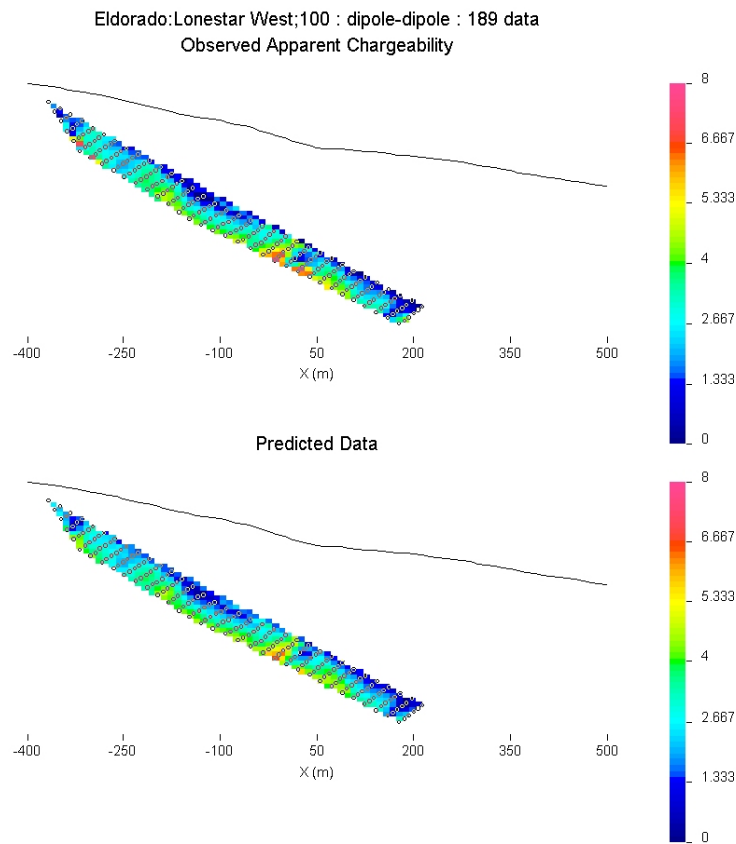 Eldorado:Lonestar West;100 : dipole-dipole : 189 data
Observed Apparent Chargeability
8
6.667
5.333
4
2.667
1.333
0
-400 -250 -100 50 200 350 500
X (m)
Predicted Data
8
6.667
5.333
4
2.667
1.333
0
-400 -250 -100 50 200 350 500
X (m)